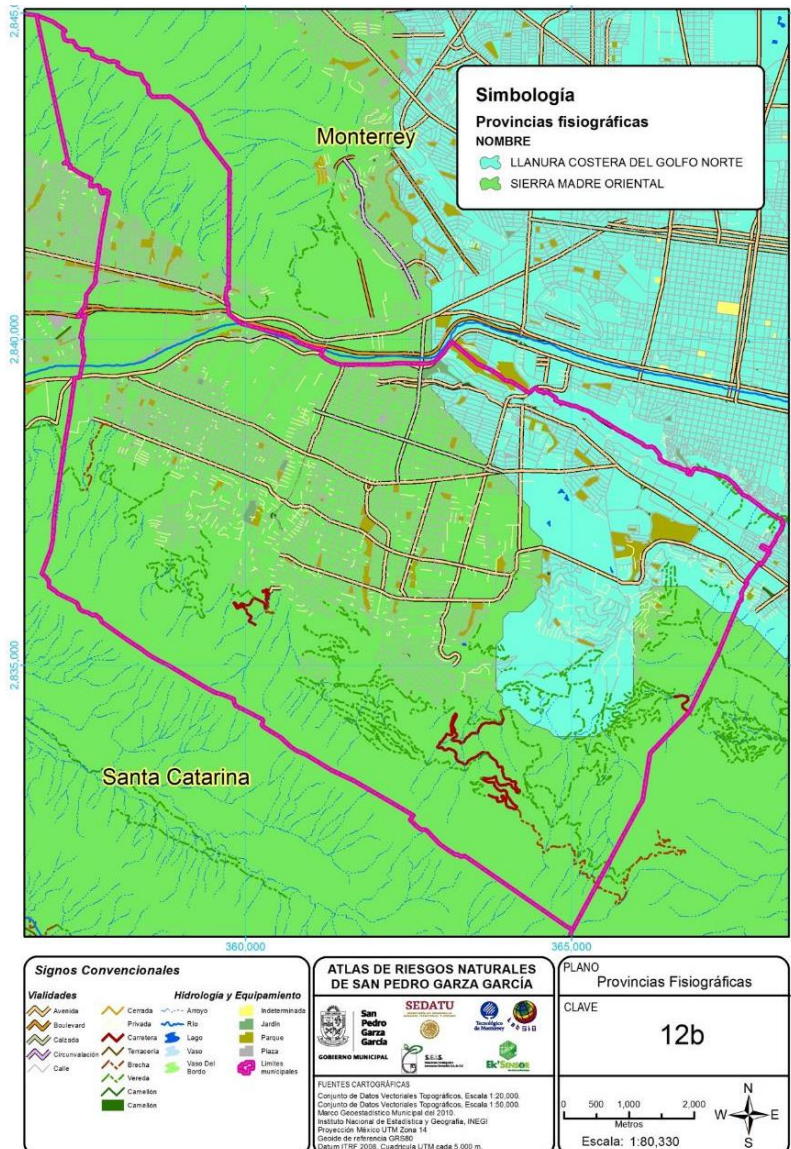 2,845,
Simbología
Provincias fisiográficas
NOMBRE
LLANURA COSTERA DEL GOLFO NORTE
SIERRA MADRE ORIENTAL
Monterrey
2,840,000
2,835,000
Santa Catarina
360,000
365,000
Signos Convencionales
Vialidades
Avenida
Boulevard
Calzada
Circunvalación
Calle
Cerrada
Privada
Carretera
Terracería
Brecha
Vereda
Camellón
Camellón
Hidrología y Equipamiento
Arroyo
Río
Lago
Vaso
Vaso Del Bordo
Indeterminada
Jardín
Parque
Plaza
Límites municipales
ATLAS DE RIESGOS NATURALES
DE SAN PEDRO GARZA GARCÍA
San
Pedro
Garza
García
GOBIERNO MUNICIPAL
SEDATU
Tecnológico
de Monterrey
S.E.I.S.
Ek'SENSOR
FUENTES CARTOGRÁFICAS
Conjunto de Datos Vectoriales Topográficos, Escala 1:20,000.
Conjunto de Datos Vectoriales Topográficos, Escala 1:50,000.
Marco Geoestadístico Municipal del 2010.
Instituto Nacional de Estadística y Geografía, INEGI
Proyección México UTM Zona 14
Geoide de referencia GRS80
Datum ITRF 2008. Cuadrícula UTM cada 5,000 m.
PLANO
Provincias Fisiográficas
CLAVE
12b
0 500 1,000 2,000
Metros
Escala: 1:80,330
N
W E
S